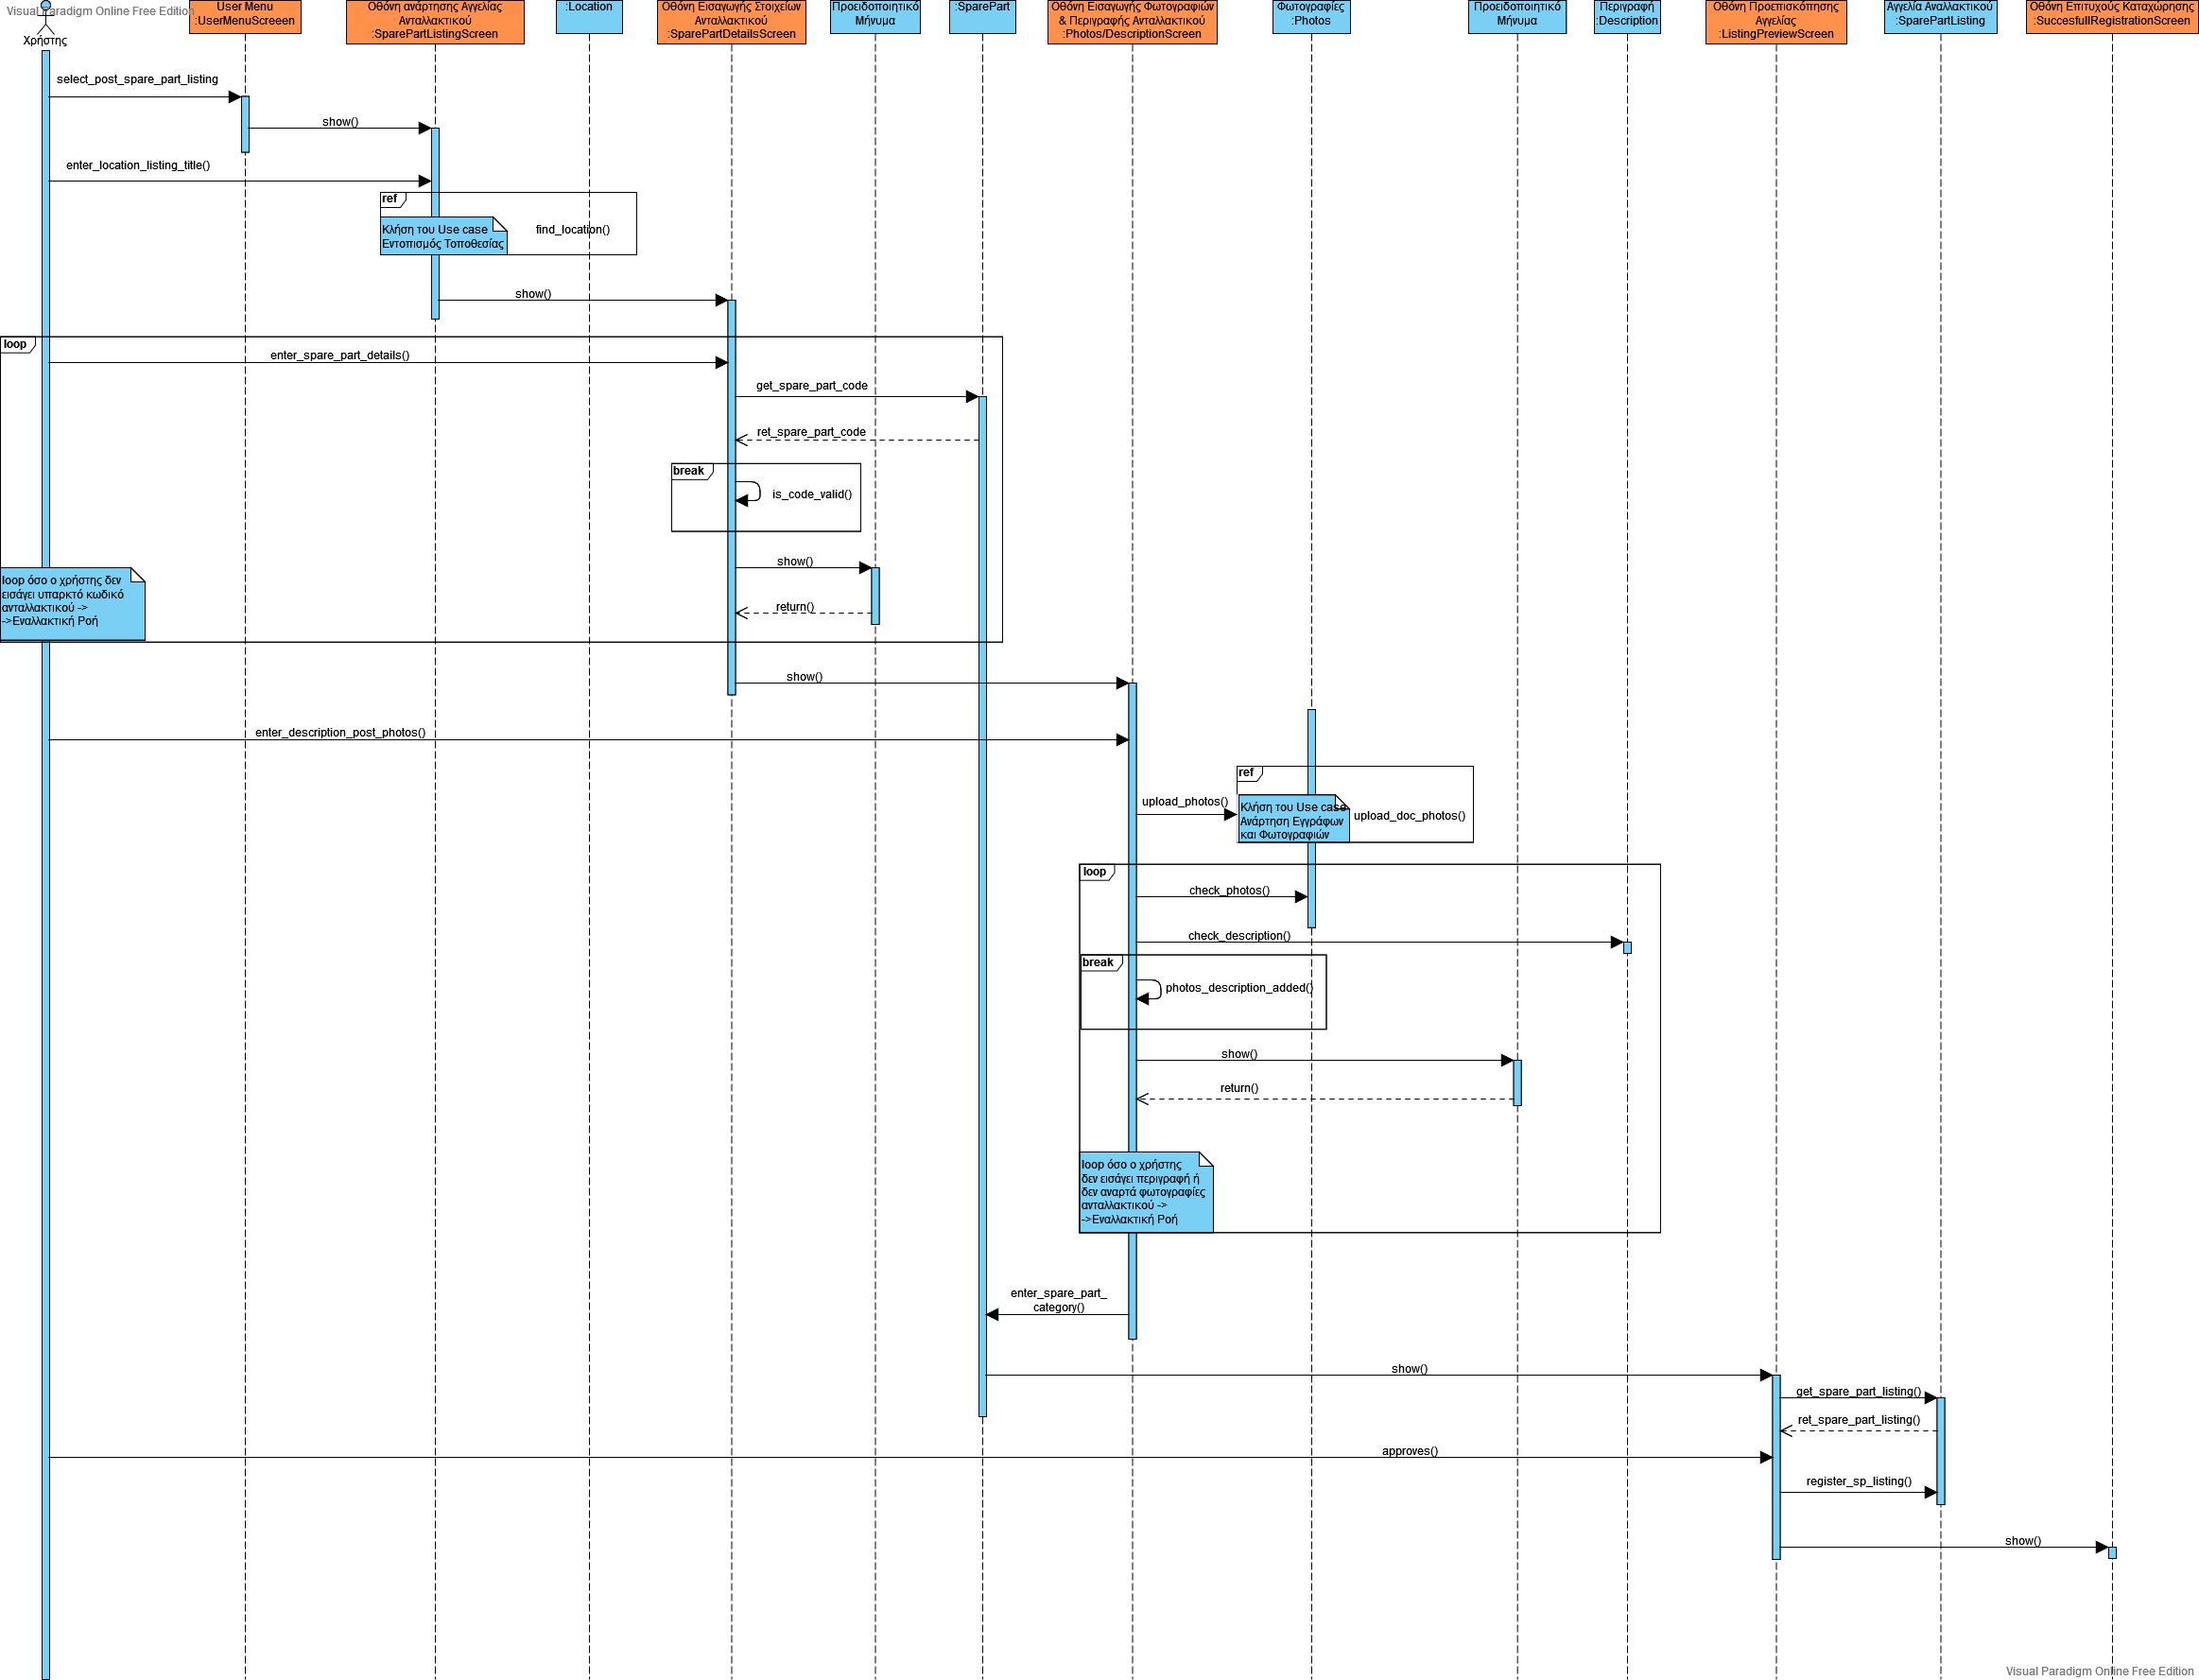 Visual Paradigm Online Free Edition
Χρήστης
User Menu
:UserMenuScreeen
Οθόνη ανάρτησης Αγγελίας
Ανταλλακτικού
:SparePartListingScreen
:Location
Οθόνη Εισαγωγής Στοιχείων
Ανταλλακτικού
:SparePartDetailsScreen
Προειδοποιητικό
Μήνυμα
:SparePart
Οθόνη Εισαγωγής Φωτογραφιών
& Περιγραφής Ανταλλακτικού
:Photos/DescriptionScreen
Φωτογραφίες
:Photos
Προειδοποιητικό
Μήνυμα
Περιγραφή
:Description
Οθόνη Προεπισκόπησης
Αγγελίας
:ListingPreviewScreen
Αγγελία Αναλλακτικού
:SparePartListing
Οθόνη Επιτυχούς Καταχώρησης
:SuccesfullRegistrationScreen
select_post_spare_part_listing
show()
enter_location_listing_title()
ref
Κλήση του Use case
Εντοπισμός Τοποθεσίας
find_location()
show()
loop
enter_spare_part_details()
get_spare_part_code
ret_spare_part_code
break
is_code_valid()
show()
return()
loop όσο ο χρήστης δεν
εισάγει υπαρκτό κωδικό
ανταλλακτικού ->
->Εναλλακτική Ροή
show()
enter_description_post_photos()
ref
upload_photos()
Κλήση του Use case
Ανάρτηση Εγγράφων
και Φωτογραφιών
upload_doc_photos()
loop
check_photos()
check_description()
break
photos_description_added()
show()
return()
loop όσο ο χρήστης
δεν εισάγει περιγραφή ή
δεν αναρτά φωτογραφίες
ανταλλακτικού ->
->Εναλλακτική Ροή
enter_spare_part_
category()
show()
get_spare_part_listing()
ret_spare_part_listing()
approves()
register_sp_listing()
show()
Visual Paradigm Online Free Edition